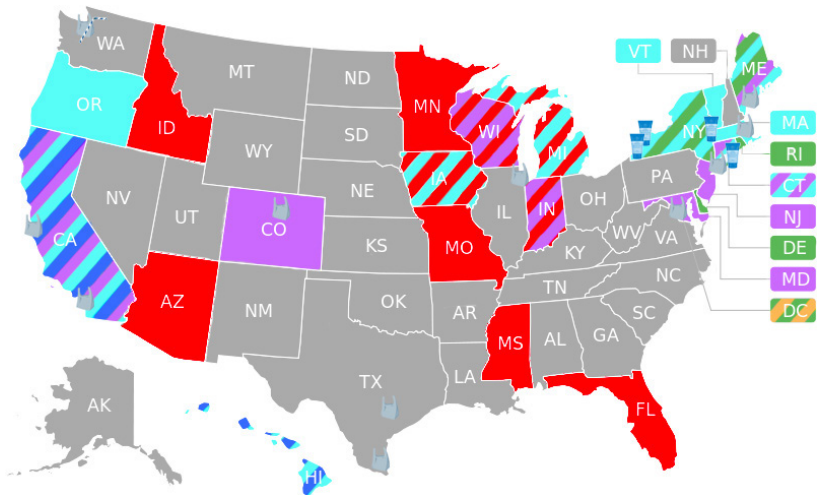 WA
VT
NH
ME
MT
ND
OR
MN
ID
SD
WI
NY
MA
WY
MI
RI
IA
PA
CT
NE
NV
OH
IL
IN
NJ
UT
CO
CA
WV
VA
DE
KS
MO
KY
MD
NC
TN
AZ
OK
NM
AR
SC
DC
MS
AL
GA
LA
TX
AK
FL
HI